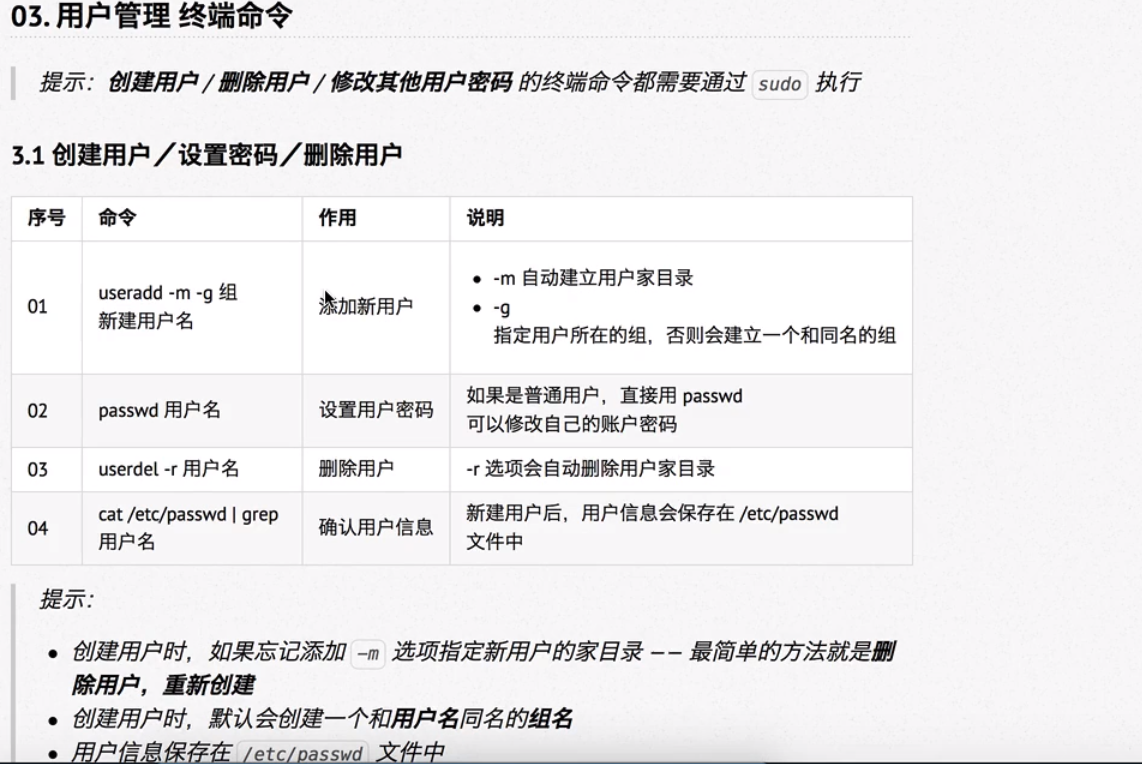 03. 用户管理 终端命令
提示：创建用户 / 删除用户 / 修改其他用户密码 的终端命令都需要通过 sudo 执行
3.1 创建用户／设置密码／删除用户
序号 命令 作用 说明
01 useradd -m -g 组 新建用户名 添加新用户
-m 自动建立用户家目录
-g
指定用户所在的组，否则会建立一个和同名的组
02 passwd 用户名 设置用户密码
如果是普通用户，直接用 passwd
可以修改自己的账户密码
03 userdel -r 用户名 删除用户 -r 选项会自动删除用户家目录
04 cat /etc/passwd | grep 用户名 确认用户信息
新建用户后，用户信息会保存在 /etc/passwd
文件中
提示：
创建用户时，如果忘记添加 -m 选项指定新用户的家目录 —— 最简单的方法就是删
除用户，重新创建
创建用户时，默认会创建一个和用户名同名的组名
用户信息保存在 /etc/passwd 文件中